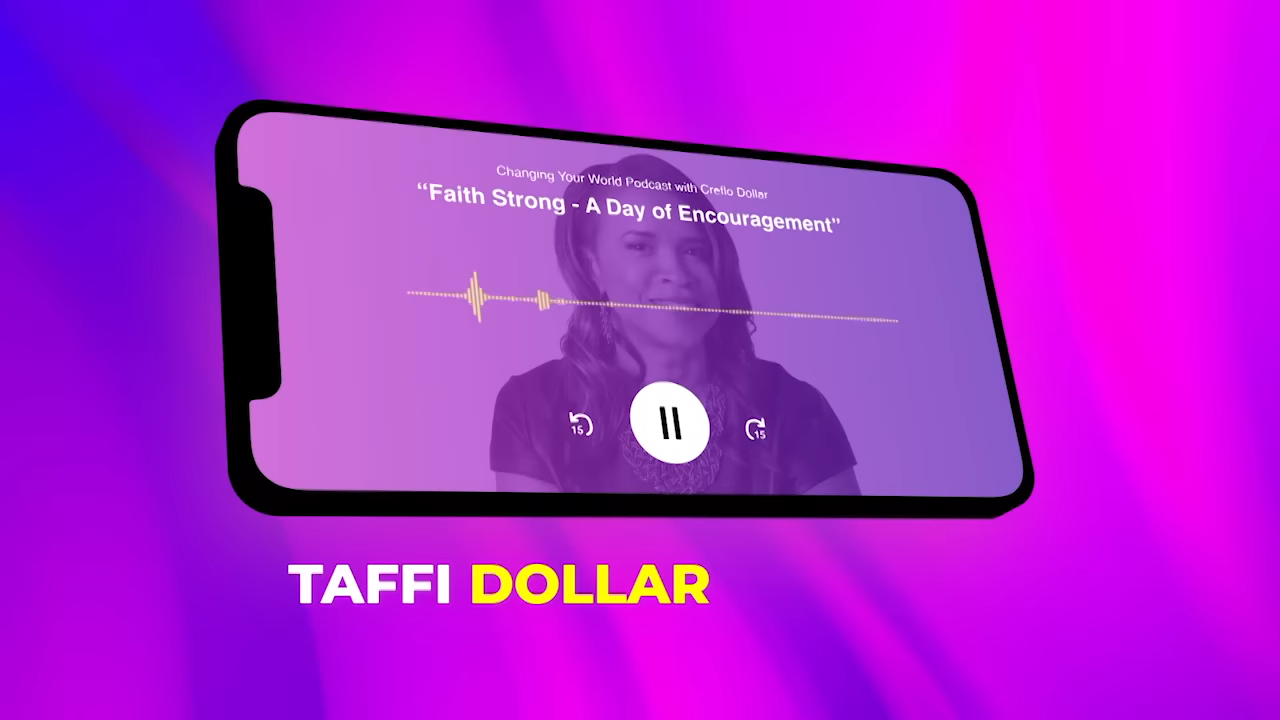 Changing Your World Podcast with Creflo Dollar
“Faith Strong - A Day of Encouragement”
15
15
TAFFI DOLLAR